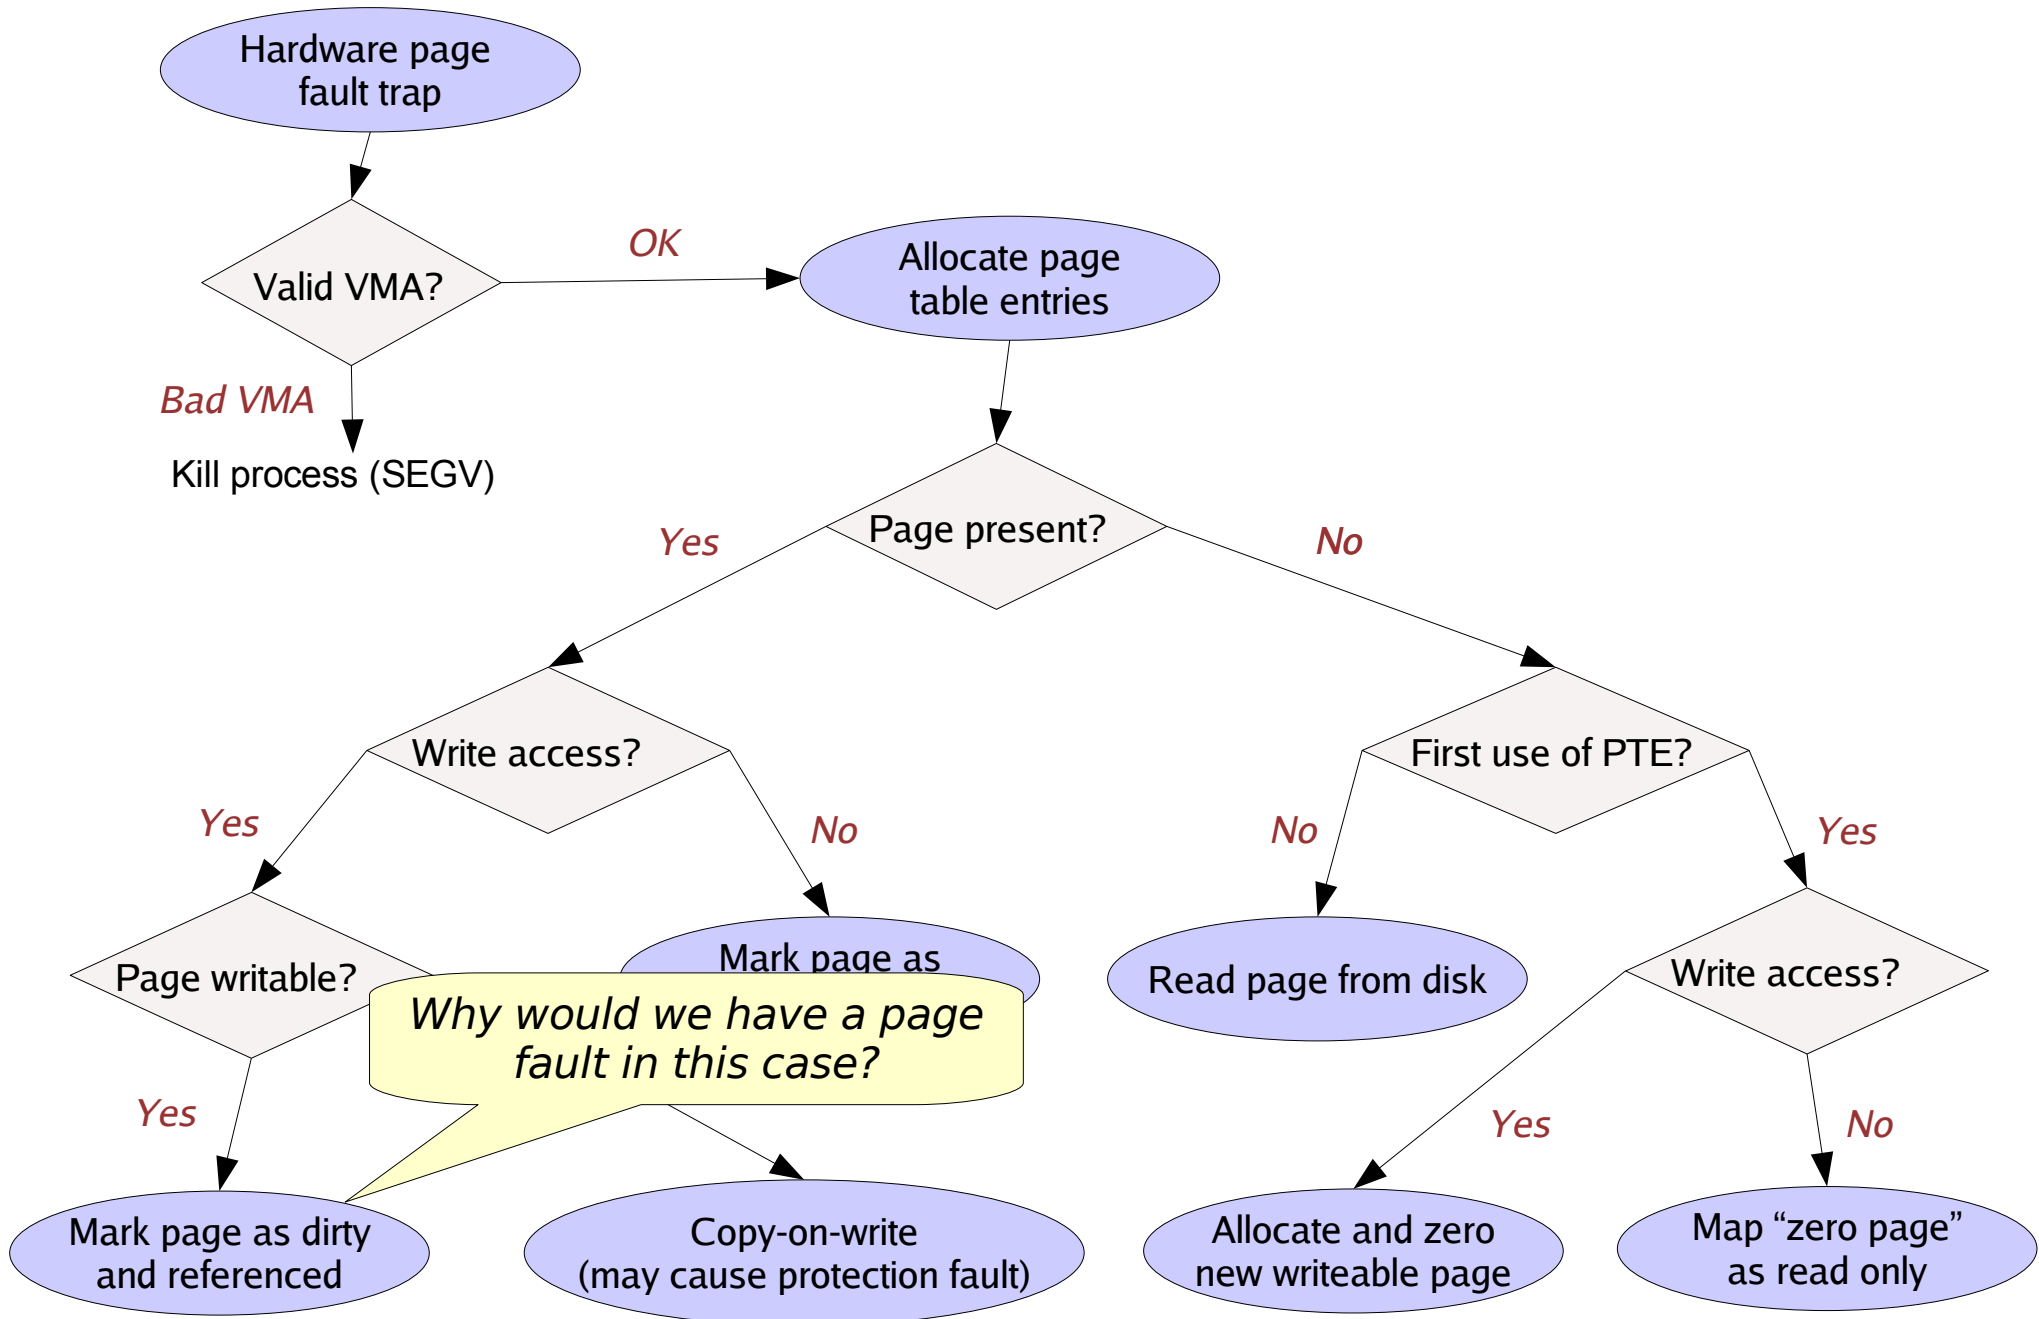 Hardware page
fault trap
OK
Valid VMA?
Allocate page
table entries
Bad VMA
Kill process (SEGV)
Page present?
Yes
No
Write access?
First use of PTE?
Yes
No
No
Yes
Page writable?
Mark page as
Read page from disk
Write access?
Why would we have a page
fault in this case?
Yes
Yes
No
Mark page as dirty
and referenced
Copy-on-write
(may cause protection fault)
Allocate and zero
new writeable page
Map “zero page”
as read only